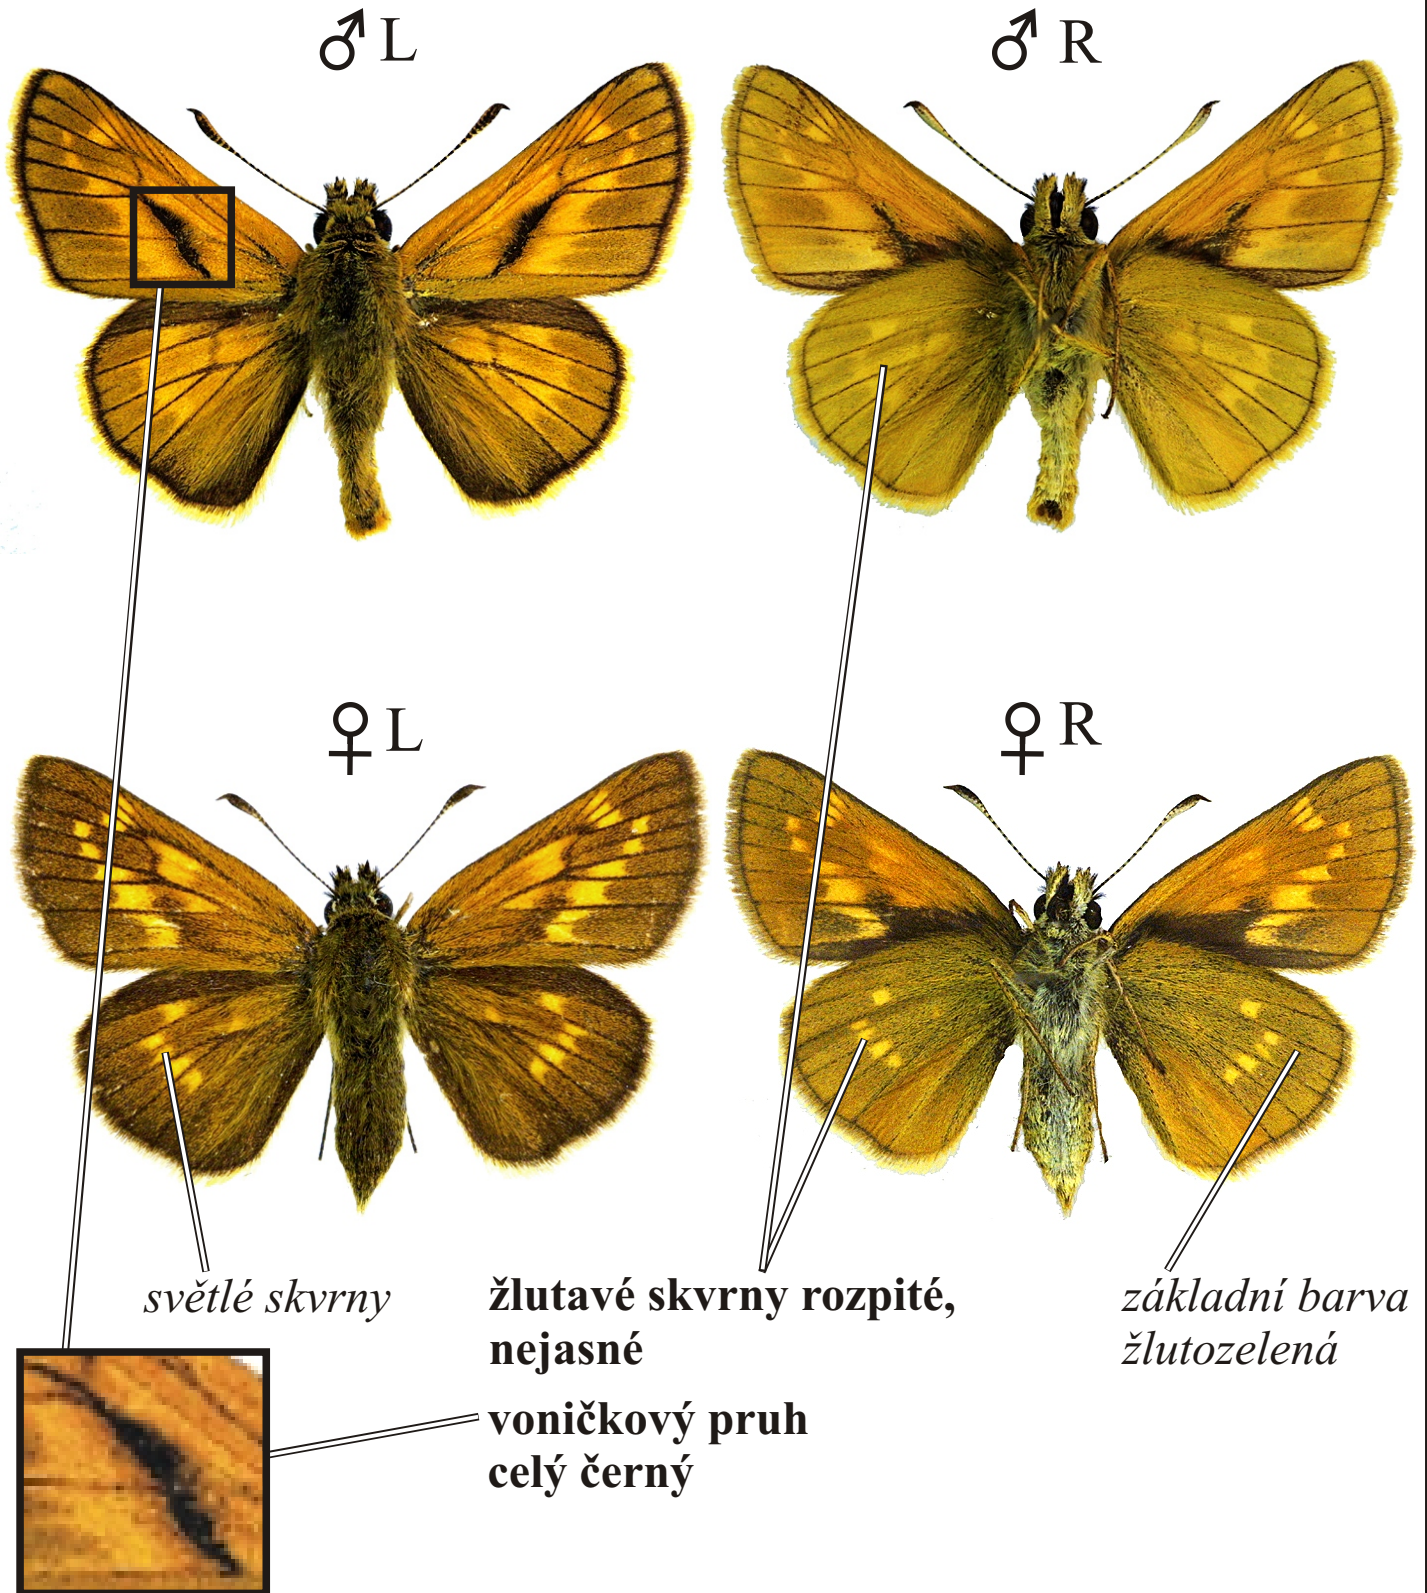 ♂ L
♂ R
♀ L
♀ R
světlé skvrny
žlutavé skvrny rozpité,
nejasné
základní barva
žlutozelená
voničkový pruh
celý černý